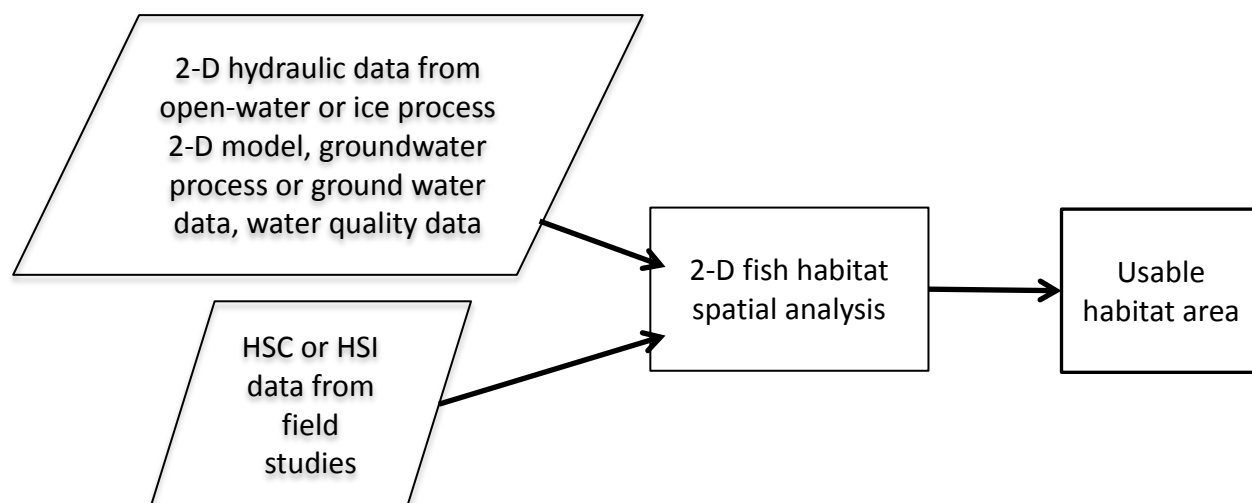 2-D hydraulic data from
open-water or ice process
2-D model, groundwater
process or ground water
data, water quality data
HSC or HSI
data from
field
studies
2-D fish habitat
spatial analysis
Usable
habitat area